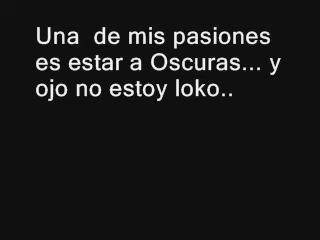 Una  de mis pasiones
es estar a Oscuras... y
ojo no estoy loko..